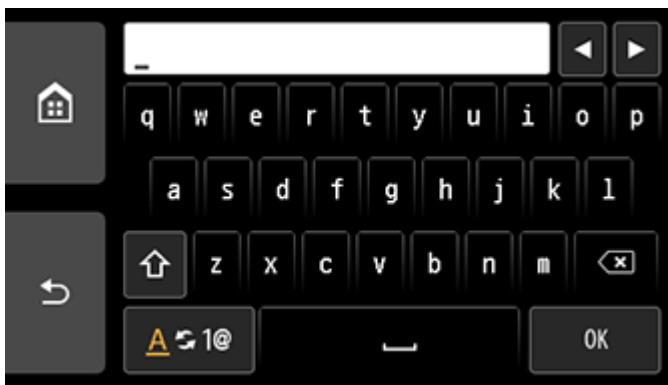 _
q w e r t y u i o p
a s d f g h j k l
z x c v b n m
A 1@ OK